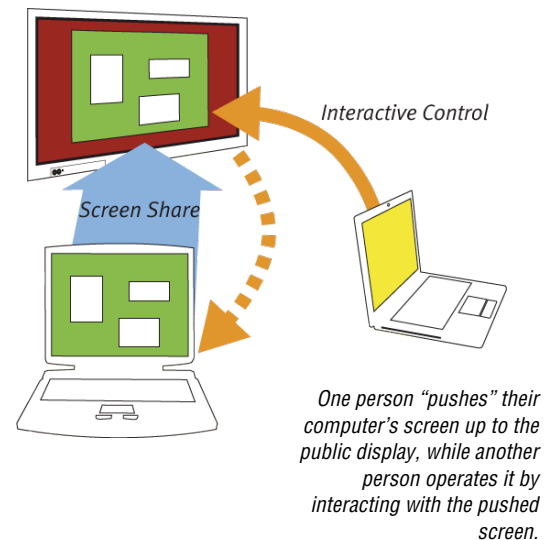 Interactive Control
Screen Share
One person “pushes” their
computer’s screen up to the
public display, while another
person operates it by
interacting with the pushed
screen.